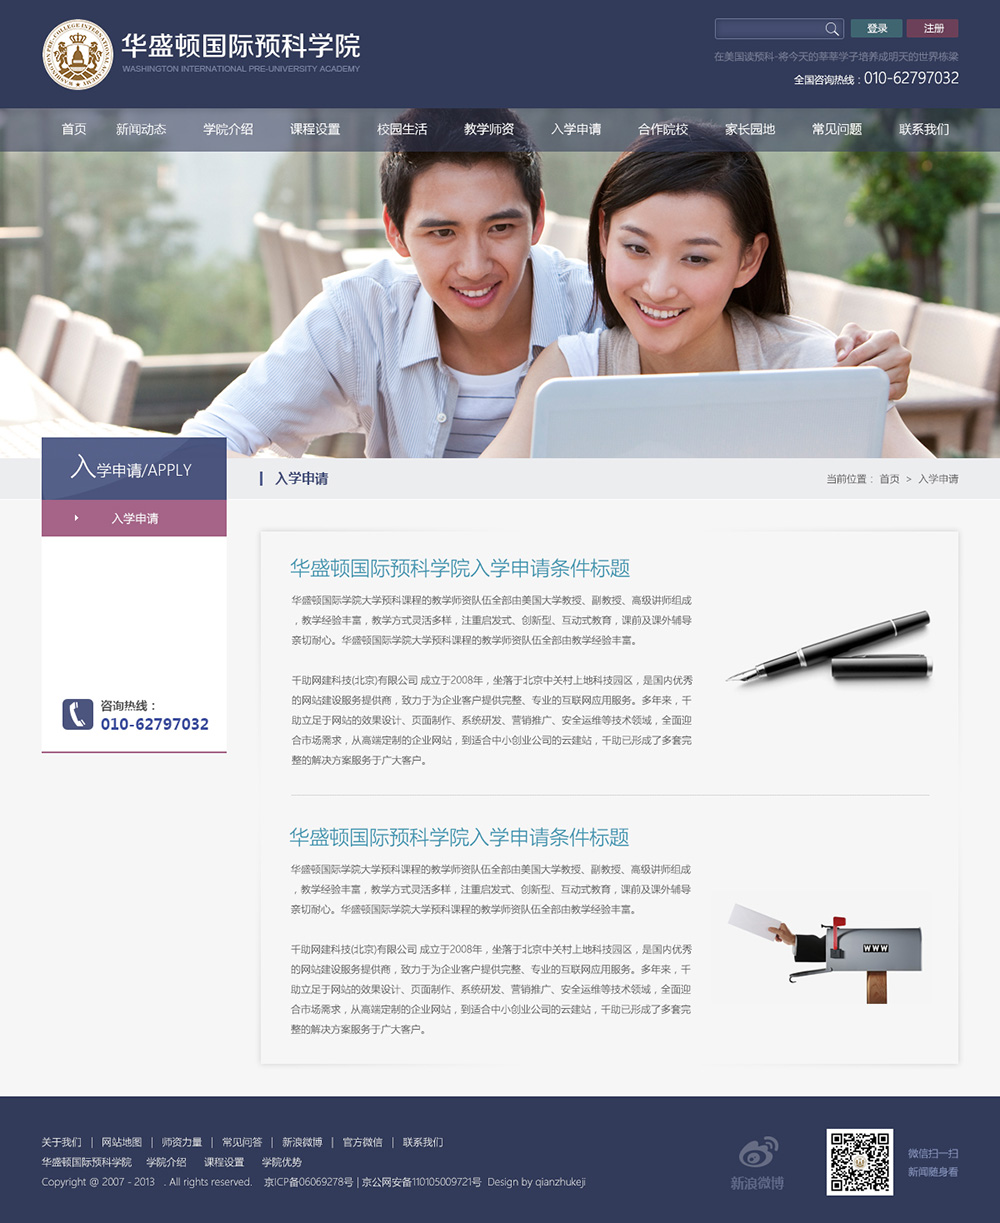 华盛顿国际预科学院
WASHINGTON INTERNATIONAL PRE-UNIVERSITY ACADEMY
登录 注册
在美国读预科-将今天的莘莘学子培养成明天的世界栋梁
全国咨询热线：010-62797032
首页 新闻动态 学院介绍 课程设置 校园生活 教学师资 入学申请 合作院校 家长园地 常见问题 联系我们
入学申请/APPLY
入学申请
咨询热线：
010-62797032
入学申请
当前位置： 首页 > 入学申请
华盛顿国际预科学院入学申请条件标题
华盛顿国际学院大学预科课程的教学师资队伍全部由美国大学教授、副教授、高级讲师组成
，教学经验丰富，教学方式灵活多样，注重启发式、创新型、互动式教育，课前及课外辅导
亲切耐心。华盛顿国际学院大学预科课程的教学师资队伍全部由教学经验丰富。
千助网建科技(北京)有限公司 成立于2008年，坐落于北京中关村上地科技园区，是国内优秀
的网站建设服务提供商，致力于为企业客户提供完整、专业的互联网应用服务。多年来，千
助立足于网站的效果设计、页面制作、系统研发、营销推广、安全运维等技术领域，全面迎
合市场需求，从高端定制的企业网站，到适合中小创业公司的云建站，千助已形成了多套完
整的解决方案服务于广大客户。
华盛顿国际预科学院入学申请条件标题
华盛顿国际学院大学预科课程的教学师资队伍全部由美国大学教授、副教授、高级讲师组成
，教学经验丰富，教学方式灵活多样，注重启发式、创新型、互动式教育，课前及课外辅导
亲切耐心。华盛顿国际学院大学预科课程的教学师资队伍全部由教学经验丰富。
千助网建科技(北京)有限公司 成立于2008年，坐落于北京中关村上地科技园区，是国内优秀
的网站建设服务提供商，致力于为企业客户提供完整、专业的互联网应用服务。多年来，千
助立足于网站的效果设计、页面制作、系统研发、营销推广、安全运维等技术领域，全面迎
合市场需求，从高端定制的企业网站，到适合中小创业公司的云建站，千助已形成了多套完
整的解决方案服务于广大客户。
WWW
关于我们 | 网站地图 | 师资力量 | 常见问答 | 新浪微博 | 官方微信 | 联系我们
华盛顿国际预科学院 学院介绍 课程设置 学院优势
Copyright @ 2007 - 2013 . All rights reserved. 京ICP备06069278号 | 京公网安备110105009721号 Design by qianzhukeji
新浪微博
微信扫一扫
新闻随身看